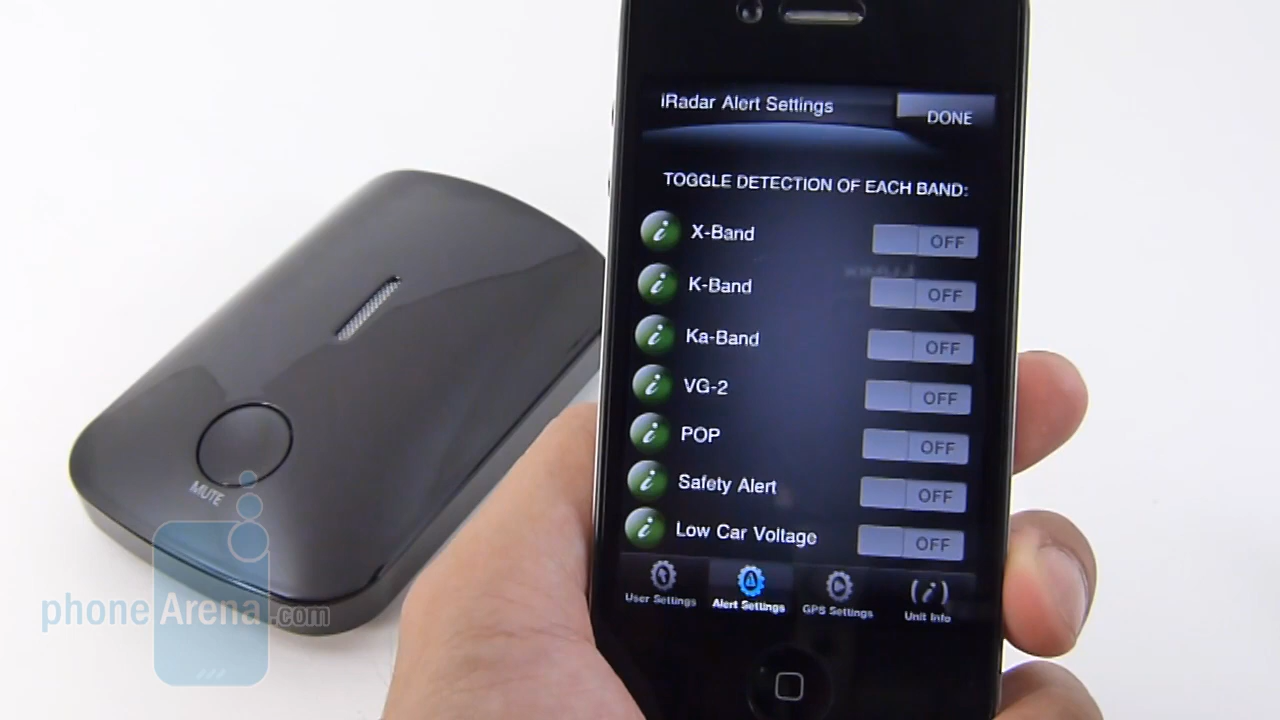 iRadar Alert Settings
DONE
TOGGLE DETECTION OF EACH BAND:
X-Band OFF
K-Band OFF
Ka-Band OFF
VG-2 OFF
POP OFF
Safety Alert OFF
Low Car Voltage OFF
User Settings Alert Settings GPS Settings Unit Info
MUTE
phoneArena.com